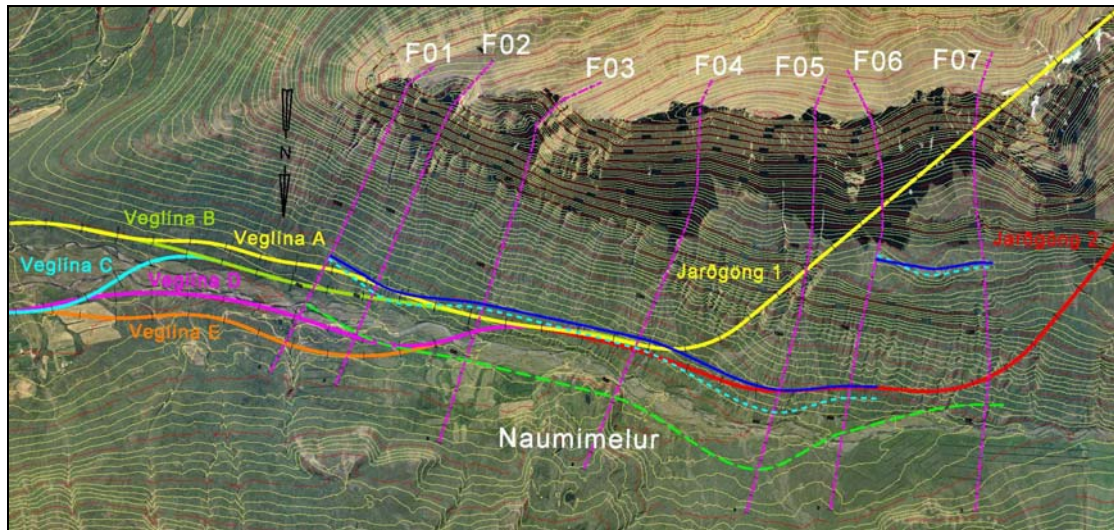 F01
F02
F03
F04
F05
F06
F07
N
Veglína B
Veglína A
Veglína C
Veglína D
Veglína E
Jarðgöng 1
Jarðgöng 2
Naumimelur